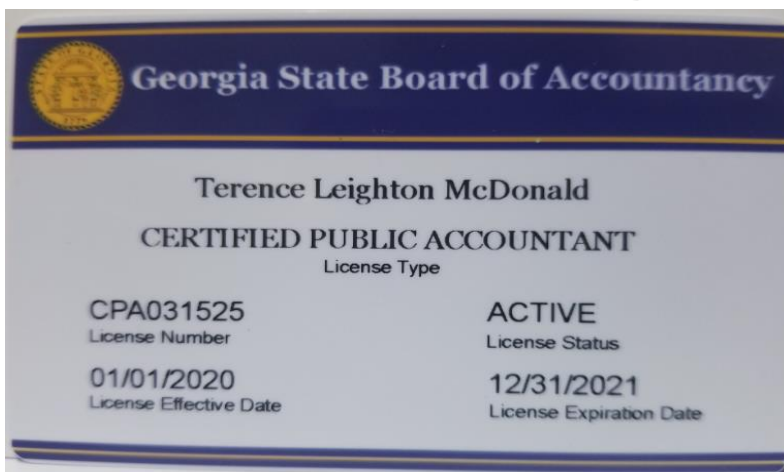 Georgia State Board of Accountancy
Terence Leighton McDonald
CERTIFIED PUBLIC ACCOUNTANT
License Type
CPA031525
License Number
ACTIVE
License Status
01/01/2020
License Effective Date
12/31/2021
License Expiration Date